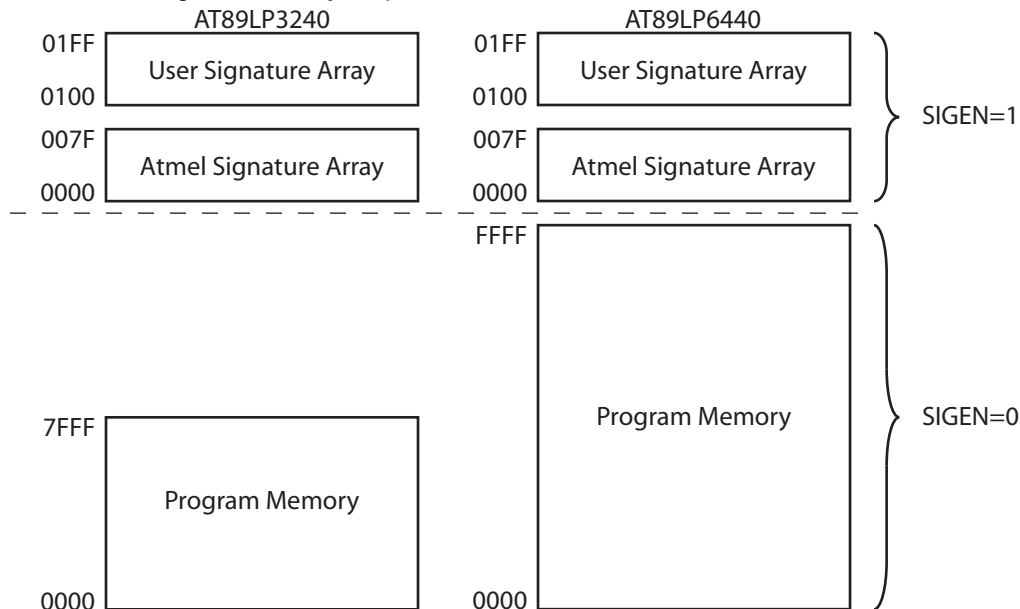 AT89LP3240 AT89LP6440
01FF User Signature Array 01FF User Signature Array
0100 0100
SIGEN=1
007F Atmel Signature Array 007F Atmel Signature Array
0000 0000
FFFF
7FFF Program Memory SIGEN=0
Program Memory
0000 0000